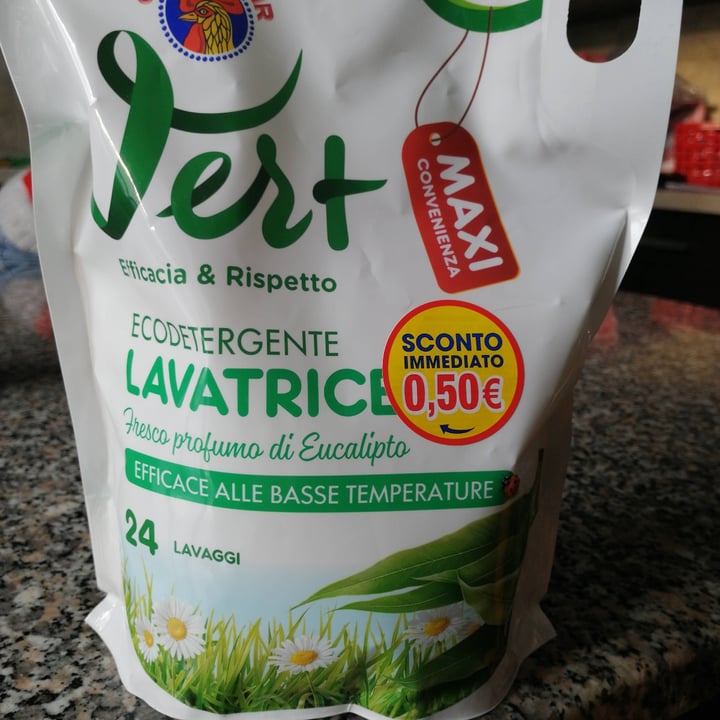 Vert
Efficacia & Rispetto
MAXI
CONVENIENZA
ECODETERGENTE
LAVATRICE
SCONTO
IMMEDIATO
0,50€
Fresco profumo di Eucalipto
EFFICACE ALLE BASSE TEMPERATURE
24 LAVAGGI